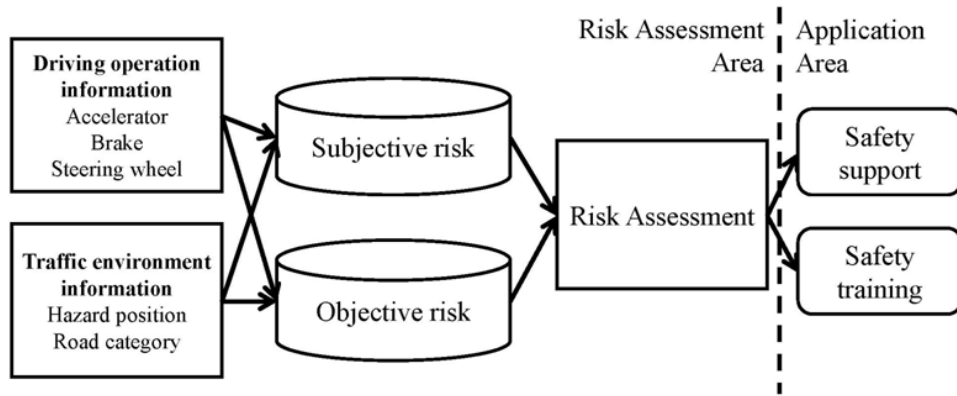 Driving operation
information
Accelerator
Brake
Steering wheel
Traffic environment
information
Hazard position
Road category
Subjective risk
Objective risk
Risk Assessment
Risk Assessment
Area
Application
Area
Safety
support
Safety
training